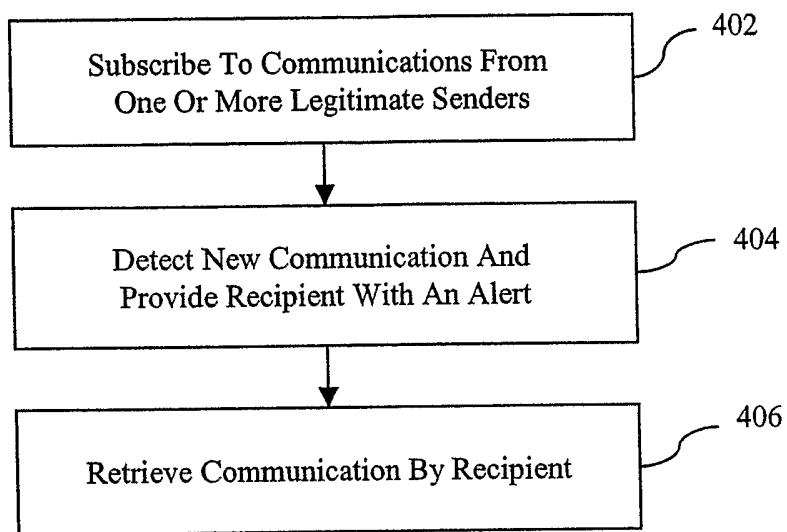 402
Subscribe To Communications From
One Or More Legitimate Senders
404
Detect New Communication And
Provide Recipient With An Alert
406
Retrieve Communication By Recipient